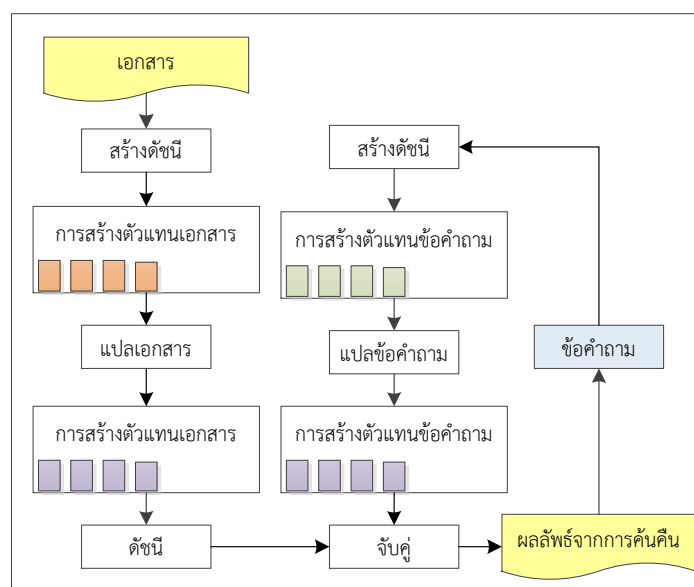 เอกสาร
สร้างดัชนี
การสร้างตัวแทนเอกสาร
แปลเอกสาร
การสร้างตัวแทนเอกสาร
ดัชนี
สร้างดัชนี
การสร้างตัวแทนข้อคำถาม
แปลข้อคำถาม
การสร้างตัวแทนข้อคำถาม
จับคู่
ข้อคำถาม
ผลลัพธ์จากการค้นคืน